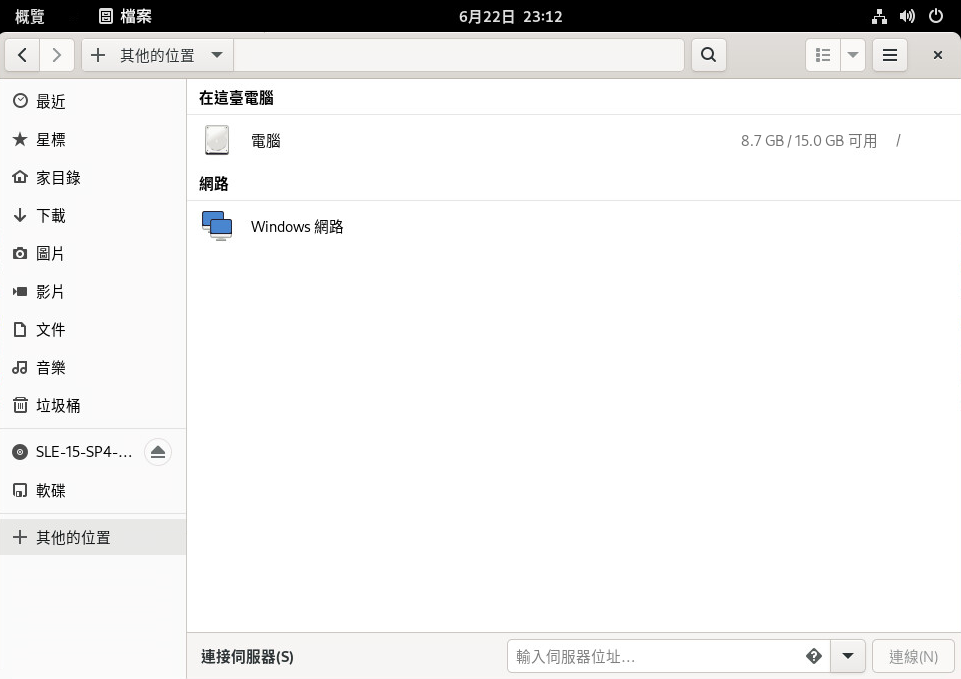 概覽 檔案 6月22日 23:12
其他的位置
最近
星標
家目錄
下載
圖片
影片
文件
音樂
垃圾桶
SLE-15-SP4-…
軟碟
其他的位置
在這臺電腦
電腦 8.7 GB / 15.0 GB 可用 /
網路
Windows 網路
連接伺服器(S) 輸入伺服器位址… 連線(N)